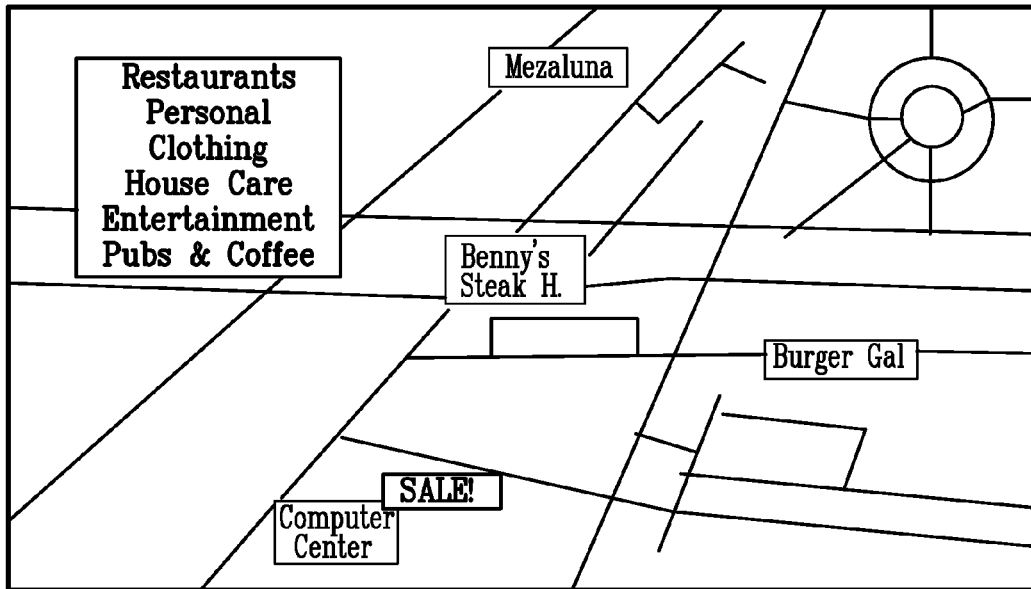 Mezaluna
Restaurants
Personal
Clothing
House Care
Entertainment
Pubs & Coffee
Benny's
Steak H.
Burger Gal
SALE!
Computer
Center